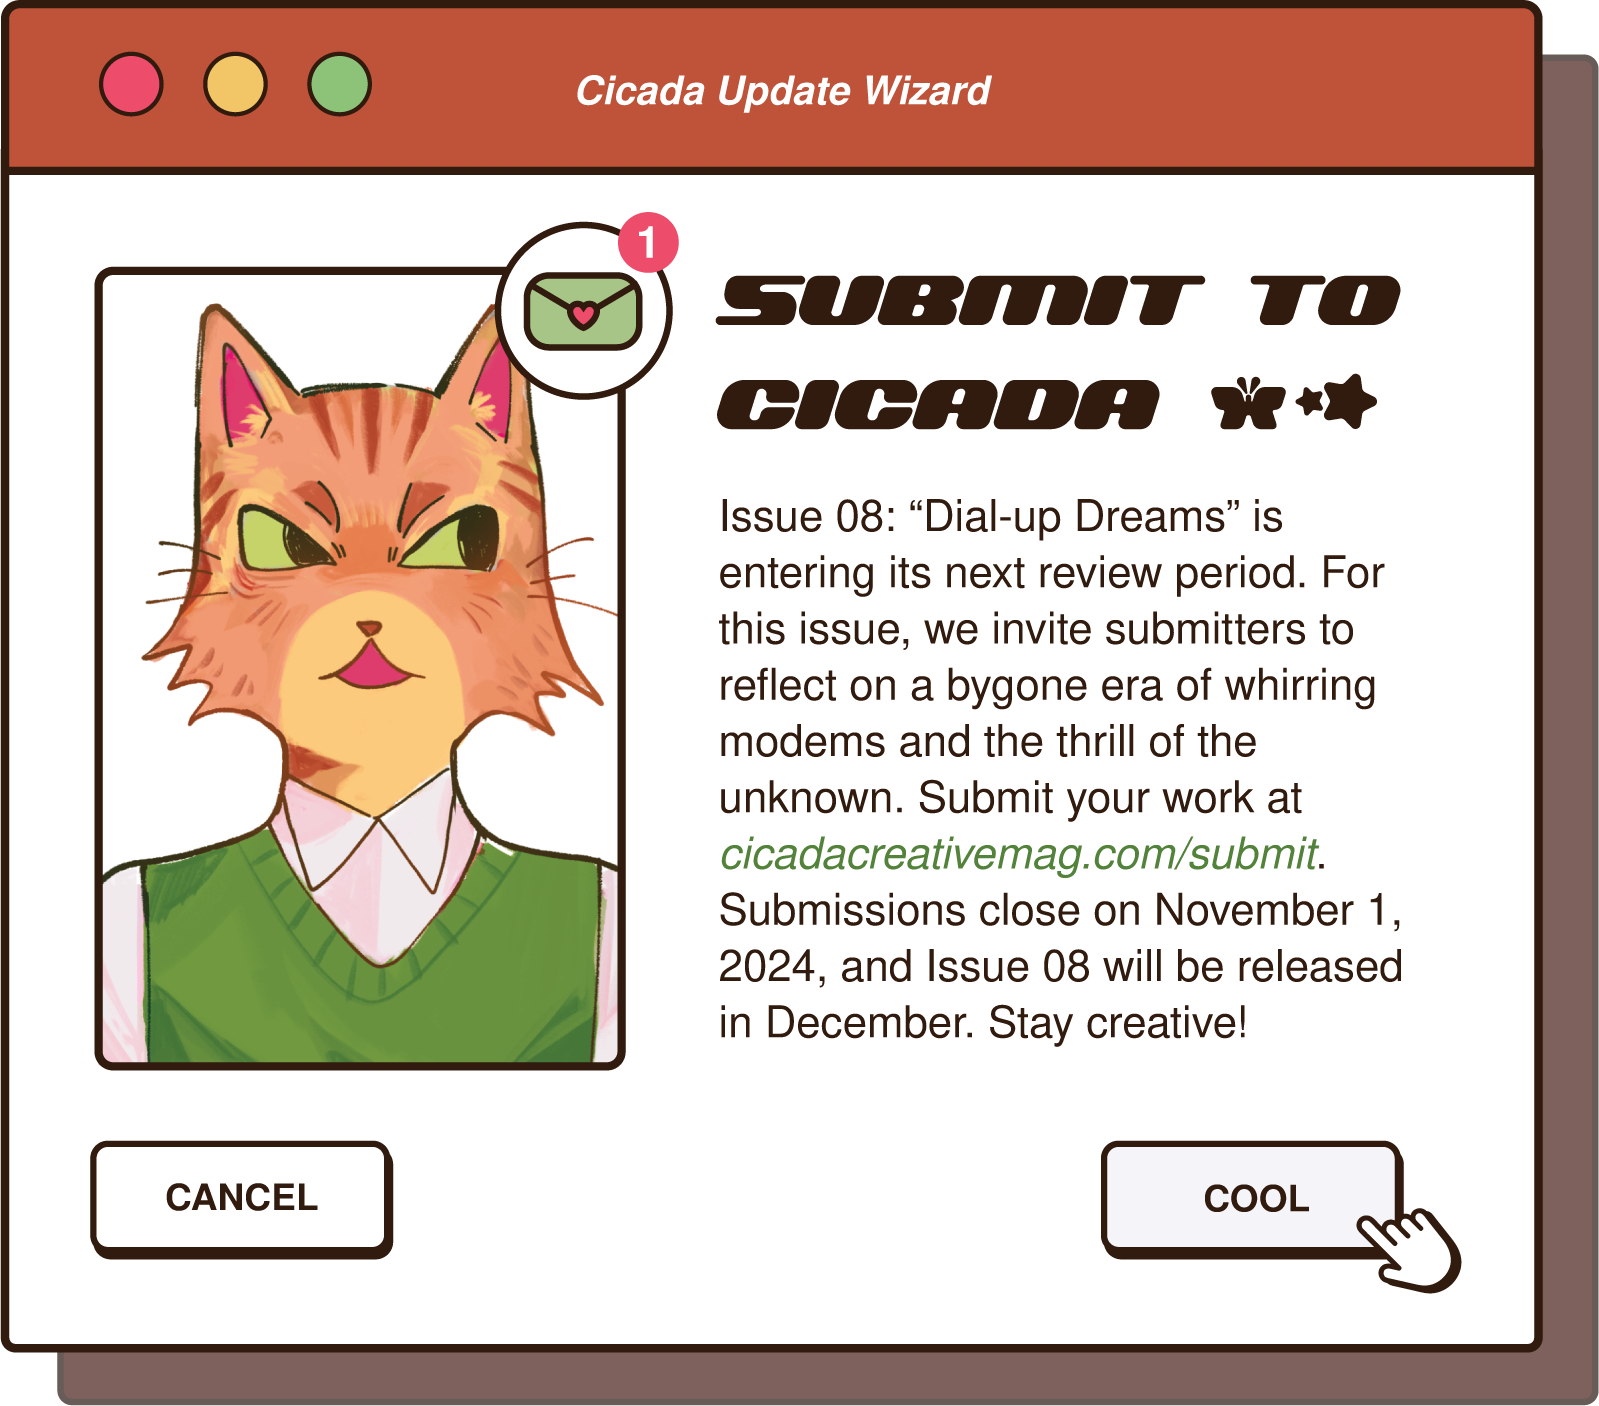 Cicada Update Wizard
1
SUBMIT TO
CICADA
Issue 08: “Dial-up Dreams” is
entering its next review period. For
this issue, we invite submitters to
reflect on a bygone era of whirring
modems and the thrill of the
unknown. Submit your work at
cicadacreativemag.com/submit.
Submissions close on November 1,
2024, and Issue 08 will be released
in December. Stay creative!
CANCEL
COOL